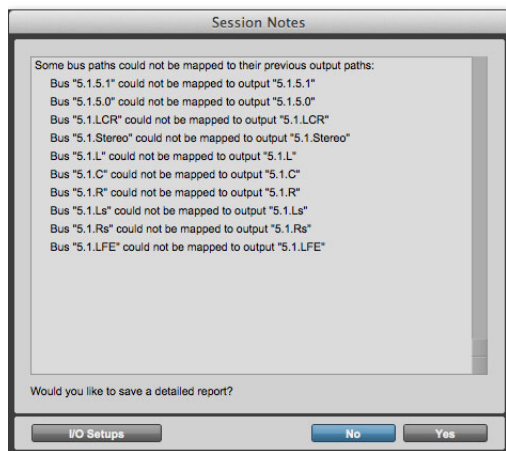 Session Notes
Some bus paths could not be mapped to their previous output paths:
Bus "5.1.5.1" could not be mapped to output "5.1.5.1"
Bus "5.1.5.0" could not be mapped to output "5.1.5.0"
Bus "5.1.LCR" could not be mapped to output "5.1.LCR"
Bus "5.1.Stereo" could not be mapped to output "5.1.Stereo"
Bus "5.1.L" could not be mapped to output "5.1.L"
Bus "5.1.C" could not be mapped to output "5.1.C"
Bus "5.1.R" could not be mapped to output "5.1.R"
Bus "5.1.Ls" could not be mapped to output "5.1.Ls"
Bus "5.1.Rs" could not be mapped to output "5.1.Rs"
Bus "5.1.LFE" could not be mapped to output "5.1.LFE"
Would you like to save a detailed report?
I/O Setups No Yes